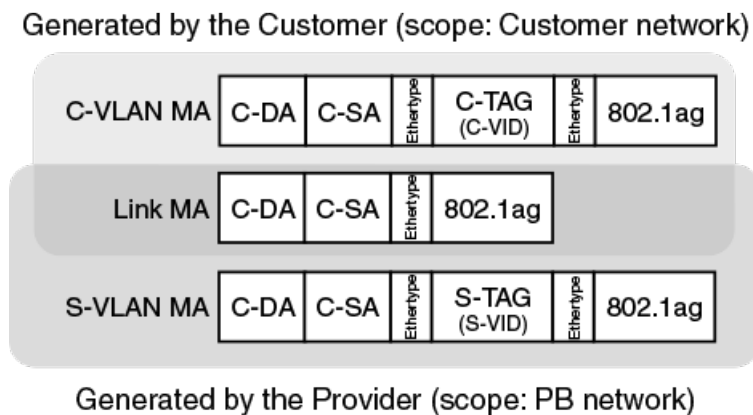 Generated by the Customer (scope: Customer network)
C-VLAN MA C-DA C-SA Ethertype C-TAG (C-VID) Ethertype 802.1ag
Link MA C-DA C-SA Ethertype 802.1ag
S-VLAN MA C-DA C-SA Ethertype S-TAG (S-VID) Ethertype 802.1ag
Generated by the Provider (scope: PB network)